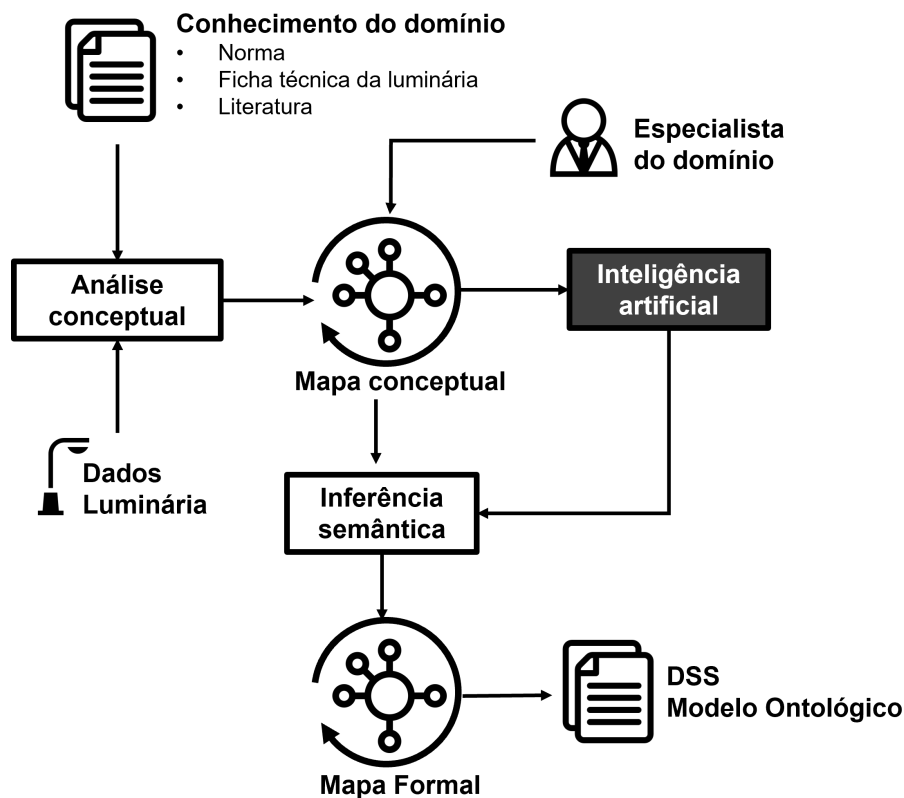 Conhecimento do domínio
• Norma
• Ficha técnica da luminária
• Literatura
Especialista
do domínio
Análise
conceptual
Inteligência
artificial
Mapa conceptual
Dados
Luminária
Inferência
semântica
DSS
Modelo Ontológico
Mapa Formal